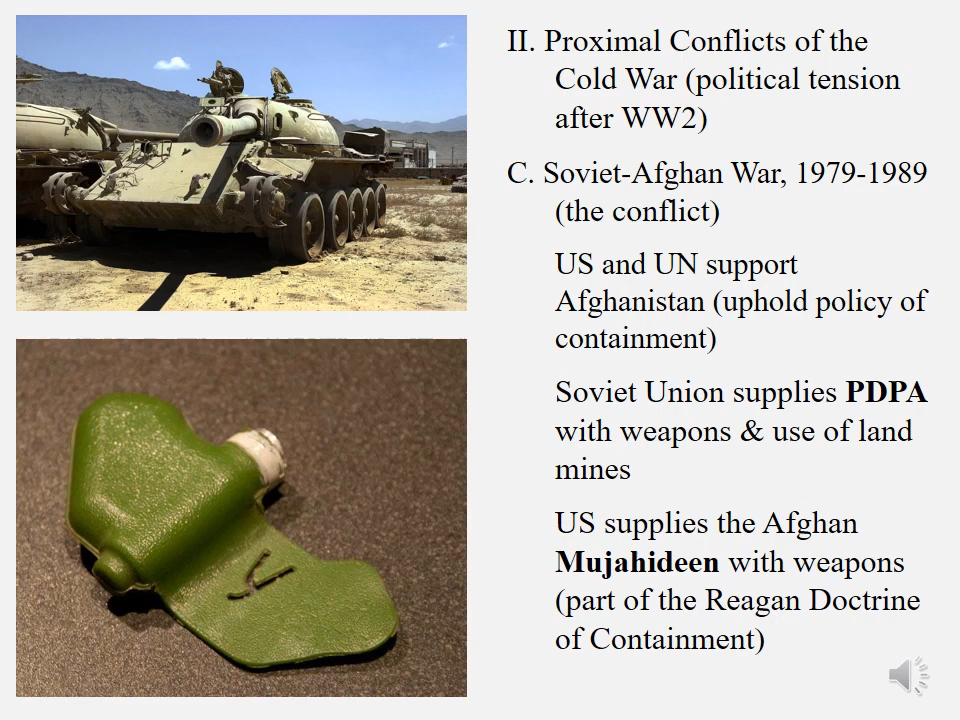 II. Proximal Conflicts of the
Cold War (political tension
after WW2)
C. Soviet-Afghan War, 1979-1989
(the conflict)
US and UN support
Afghanistan (uphold policy of
containment)
Soviet Union supplies PDPA
with weapons & use of land
mines
US supplies the Afghan
Mujahideen with weapons
(part of the Reagan Doctrine
of Containment)